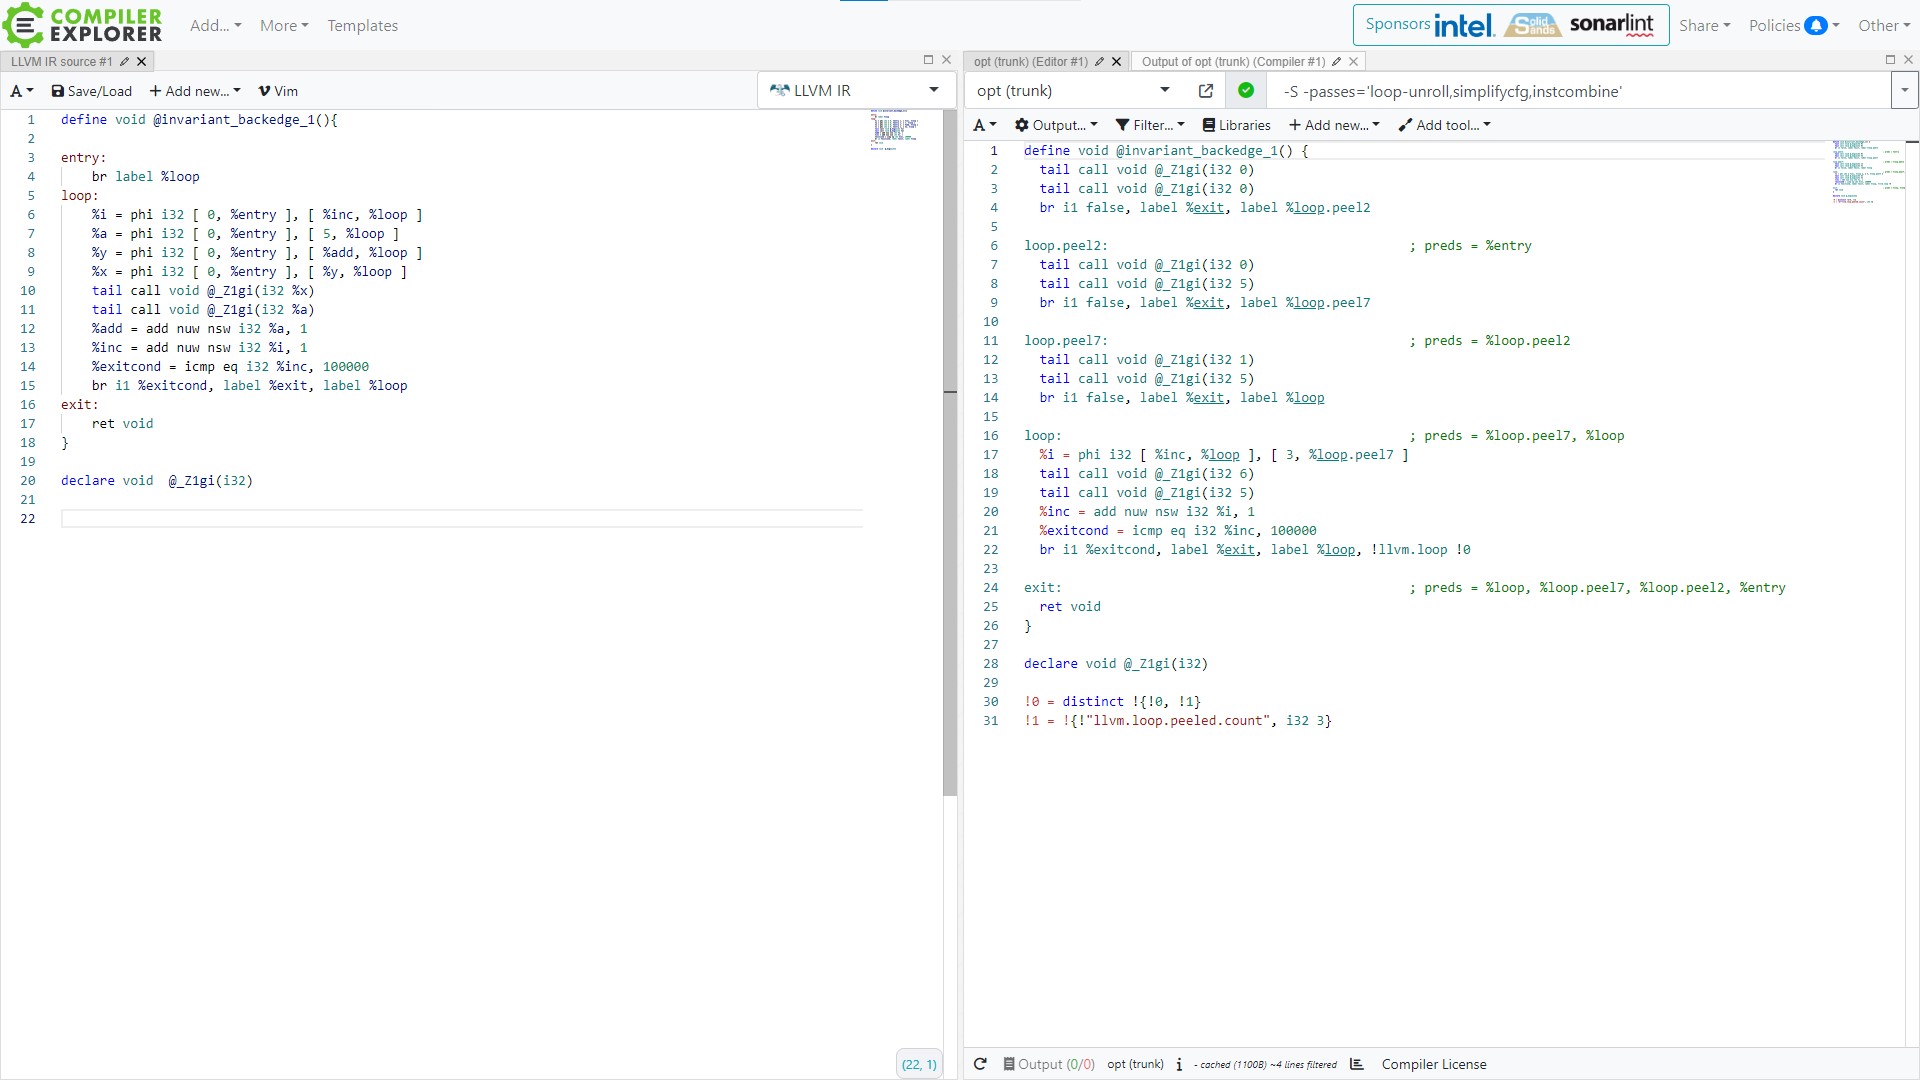 COMPILER
EXPLORER
Add...
More
Templates
Sponsors
intel.
Solid
Sands
sonarlint
Share
Policies
Other
LLVM IR source #1
A
Save/Load
Add new...
Vim
LLVM IR
1 define void @invariant_backedge_1(){
2
3 entry:
4 br label %loop
5 loop:
6 %i = phi i32 [ 0, %entry ], [ %inc, %loop ]
7 %a = phi i32 [ 0, %entry ], [ 5, %loop ]
8 %y = phi i32 [ 0, %entry ], [ %add, %loop ]
9 %x = phi i32 [ 0, %entry ], [ %y, %loop ]
10 tail call void @_Z1gi(i32 %x)
11 tail call void @_Z1gi(i32 %a)
12 %add = add nuw nsw i32 %a, 1
13 %inc = add nuw nsw i32 %i, 1
14 %exitcond = icmp eq i32 %inc, 100000
15 br i1 %exitcond, label %exit, label %loop
16 exit:
17 ret void
18 }
19
20 declare void  @_Z1gi(i32)
21
22
(22, 1)
opt (trunk) (Editor #1)
Output of opt (trunk) (Compiler #1)
opt (trunk)
-S -passes='loop-unroll,simplifycfg,instcombine'
A
Output...
Filter...
Libraries
Add new...
Add tool...
1 define void @invariant_backedge_1() {
2 tail call void @_Z1gi(i32 0)
3 tail call void @_Z1gi(i32 0)
4 br i1 false, label %exit, label %loop.peel2
5
6 loop.peel2: ; preds = %entry
7 tail call void @_Z1gi(i32 0)
8 tail call void @_Z1gi(i32 5)
9 br i1 false, label %exit, label %loop.peel7
10
11 loop.peel7: ; preds = %loop.peel2
12 tail call void @_Z1gi(i32 1)
13 tail call void @_Z1gi(i32 5)
14 br i1 false, label %exit, label %loop
15
16 loop: ; preds = %loop.peel7, %loop
17 %i = phi i32 [ %inc, %loop ], [ 3, %loop.peel7 ]
18 tail call void @_Z1gi(i32 6)
19 tail call void @_Z1gi(i32 5)
20 %inc = add nuw nsw i32 %i, 1
21 %exitcond = icmp eq i32 %inc, 100000
22 br i1 %exitcond, label %exit, label %loop, !llvm.loop !0
23
24 exit: ; preds = %loop, %loop.peel7, %loop.peel2, %entry
25 ret void
26 }
27
28 declare void @_Z1gi(i32)
29
30 !0 = distinct !{!0, !1}
31 !1 = !{!"llvm.loop.peeled.count", i32 3}
Output (0/0)
opt (trunk)
i
- cached (1100B) ~4 lines filtered
Compiler License